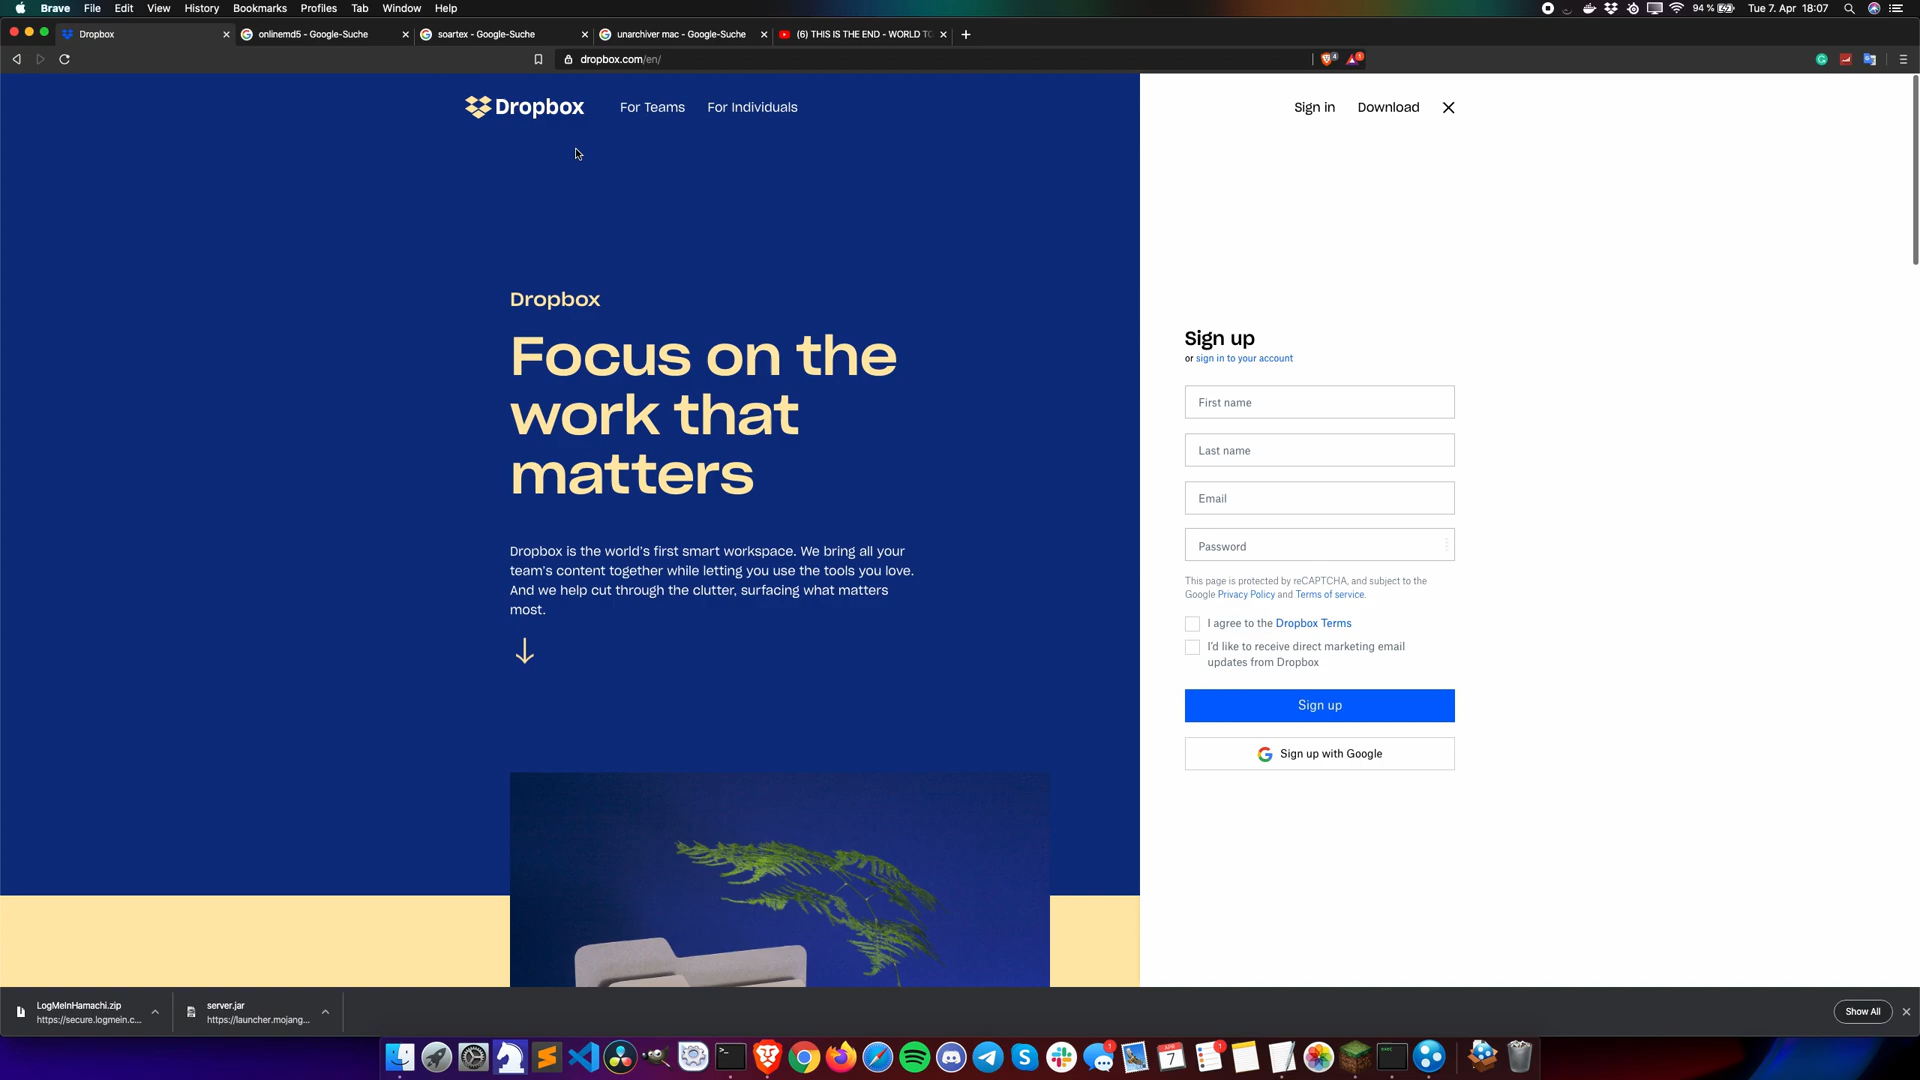 Brave File Edit View History Bookmarks Profiles Tab Window Help
94 % Tue 7. Apr 18:07
Dropbox
onlinemd5 - Google-Suche
soartex - Google-Suche
unarchiver mac - Google-Suche
(6) THIS IS THE END - WORLD TO
dropbox.com/en/
4
1
Dropbox
For Teams
For Individuals
Sign in
Download
Dropbox
Focus on the
work that
matters
Dropbox is the world's first smart workspace. We bring all your
team's content together while letting you use the tools you love.
And we help cut through the clutter, surfacing what matters
most.
Sign up
or sign in to your account
First name
Last name
Email
Password
This page is protected by reCAPTCHA, and subject to the
Google Privacy Policy and Terms of service.
I agree to the Dropbox Terms
I'd like to receive direct marketing email
updates from Dropbox
Sign up
Sign up with Google
LogMeInHamachi.zip
https://secure.logmein.c...
server.jar
https://launcher.mojang...
Show All
1
APR
7
1